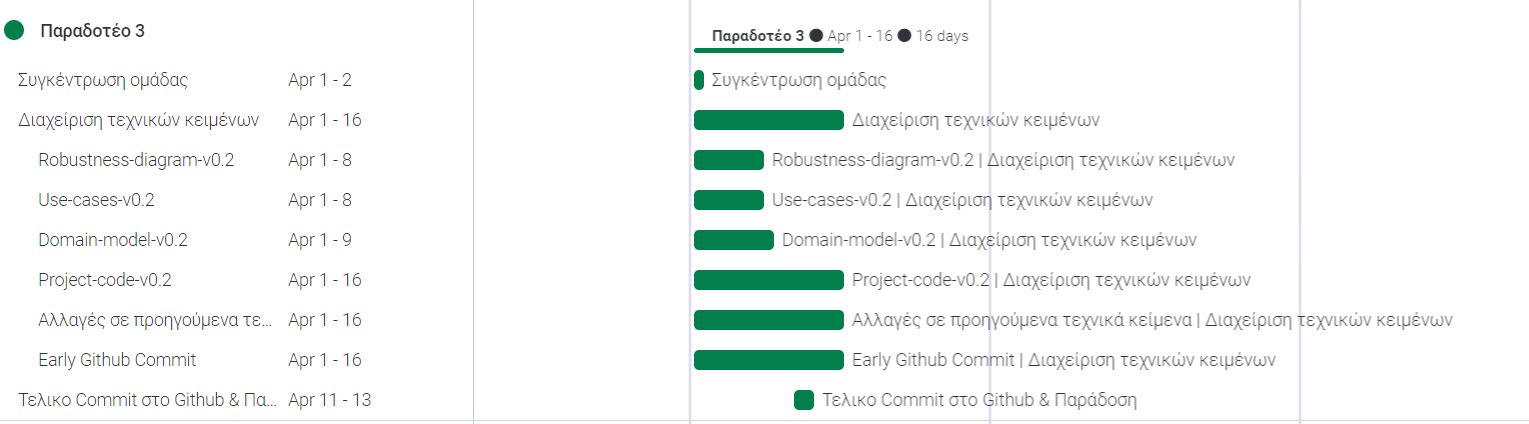 Παραδοτέο 3
Παραδοτέο 3 ● Apr 1 - 16 ● 16 days
Συγκέντρωση ομάδας Apr 1 - 2 Συγκέντρωση ομάδας
Διαχείριση τεχνικών κειμένων Apr 1 - 16 Διαχείριση τεχνικών κειμένων
Robustness-diagram-v0.2 Apr 1 - 8 Robustness-diagram-v0.2 | Διαχείριση τεχνικών κειμένων
Use-cases-v0.2 Apr 1 - 8 Use-cases-v0.2 | Διαχείριση τεχνικών κειμένων
Domain-model-v0.2 Apr 1 - 9 Domain-model-v0.2 | Διαχείριση τεχνικών κειμένων
Project-code-v0.2 Apr 1 - 16 Project-code-v0.2 | Διαχείριση τεχνικών κειμένων
Αλλαγές σε προηγούμενα τε... Apr 1 - 16 Αλλαγές σε προηγούμενα τεχνικά κείμενα | Διαχείριση τεχνικών κειμένων
Early Github Commit Apr 1 - 16 Early Github Commit | Διαχείριση τεχνικών κειμένων
Τελικο Commit στο Github & Πα... Apr 11 - 13 Τελικο Commit στο Github & Παράδοση